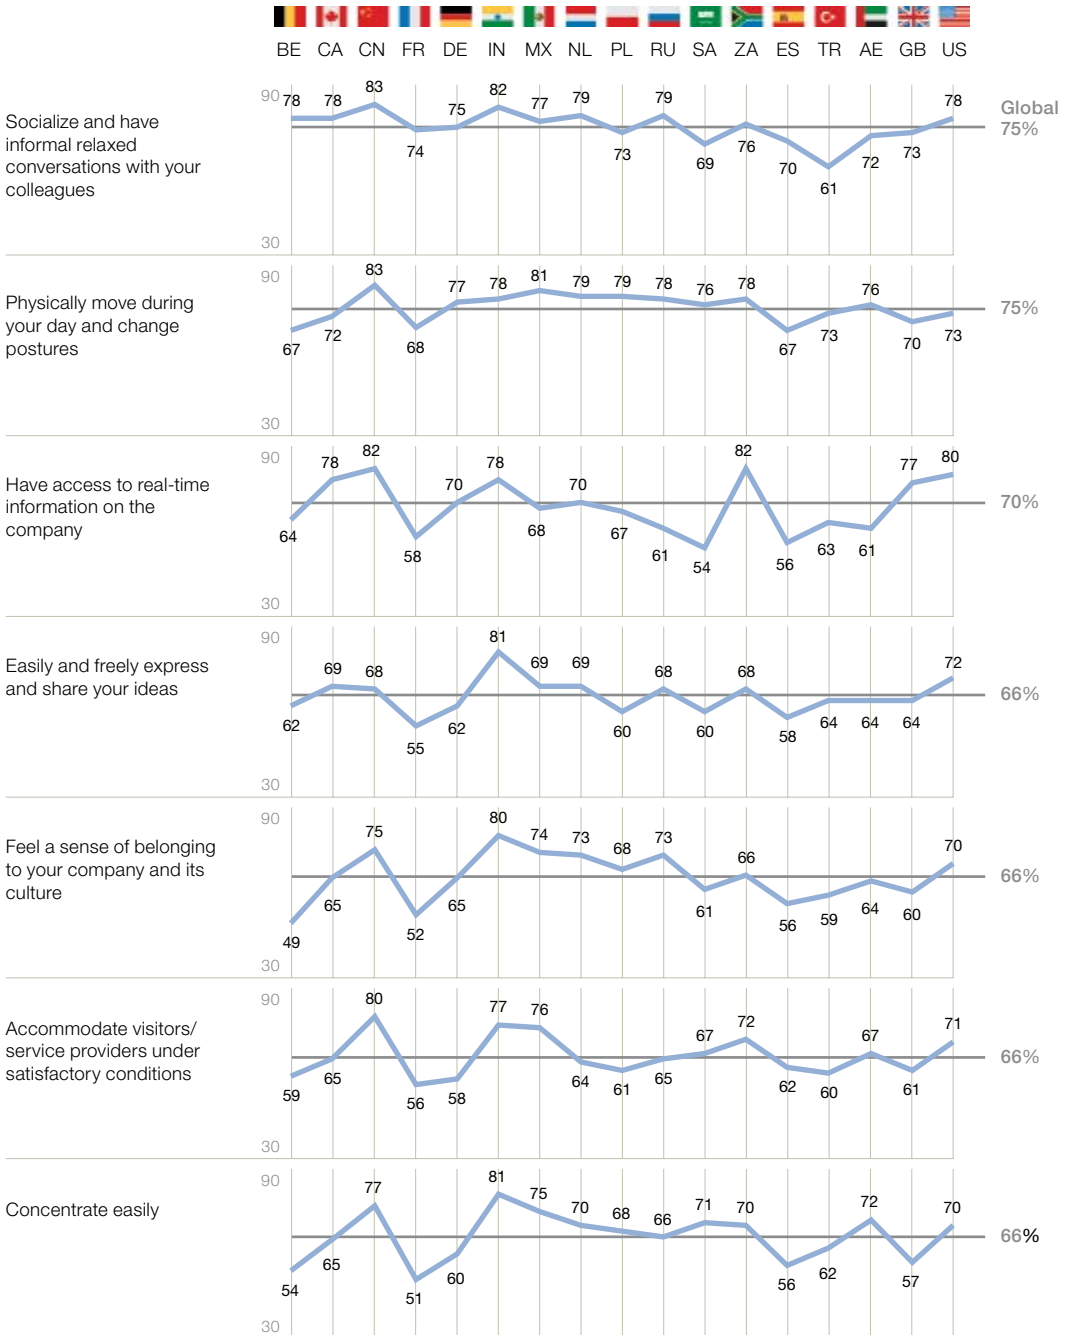 BE CA CN FR DE IN MX NL PL RU SA ZA ES TR AE GB US
Socialize and have
informal relaxed
conversations with your
colleagues
90
30
78 78 83 74 75 82 77 79 73 79 69 76 70 61 72 73 78
Global
75%
Physically move during
your day and change
postures
90
30
67 72 83 68 77 78 81 79 79 78 76 78 67 73 76 70 73
75%
Have access to real-time
information on the
company
90
30
64 78 82 58 70 78 68 70 67 61 54 82 56 63 61 77 80
70%
Easily and freely express
and share your ideas
90
30
62 69 68 55 62 81 69 69 60 68 60 68 58 64 64 64 72
66%
Feel a sense of belonging
to your company and its
culture
90
30
49 65 75 52 65 80 74 73 68 73 61 66 56 59 64 60 70
66%
Accommodate visitors/
service providers under
satisfactory conditions
90
30
59 65 80 56 58 77 76 64 61 65 67 72 62 60 67 61 71
66%
Concentrate easily
90
30
54 65 77 51 60 81 75 70 68 66 71 70 56 62 72 57 70
66%